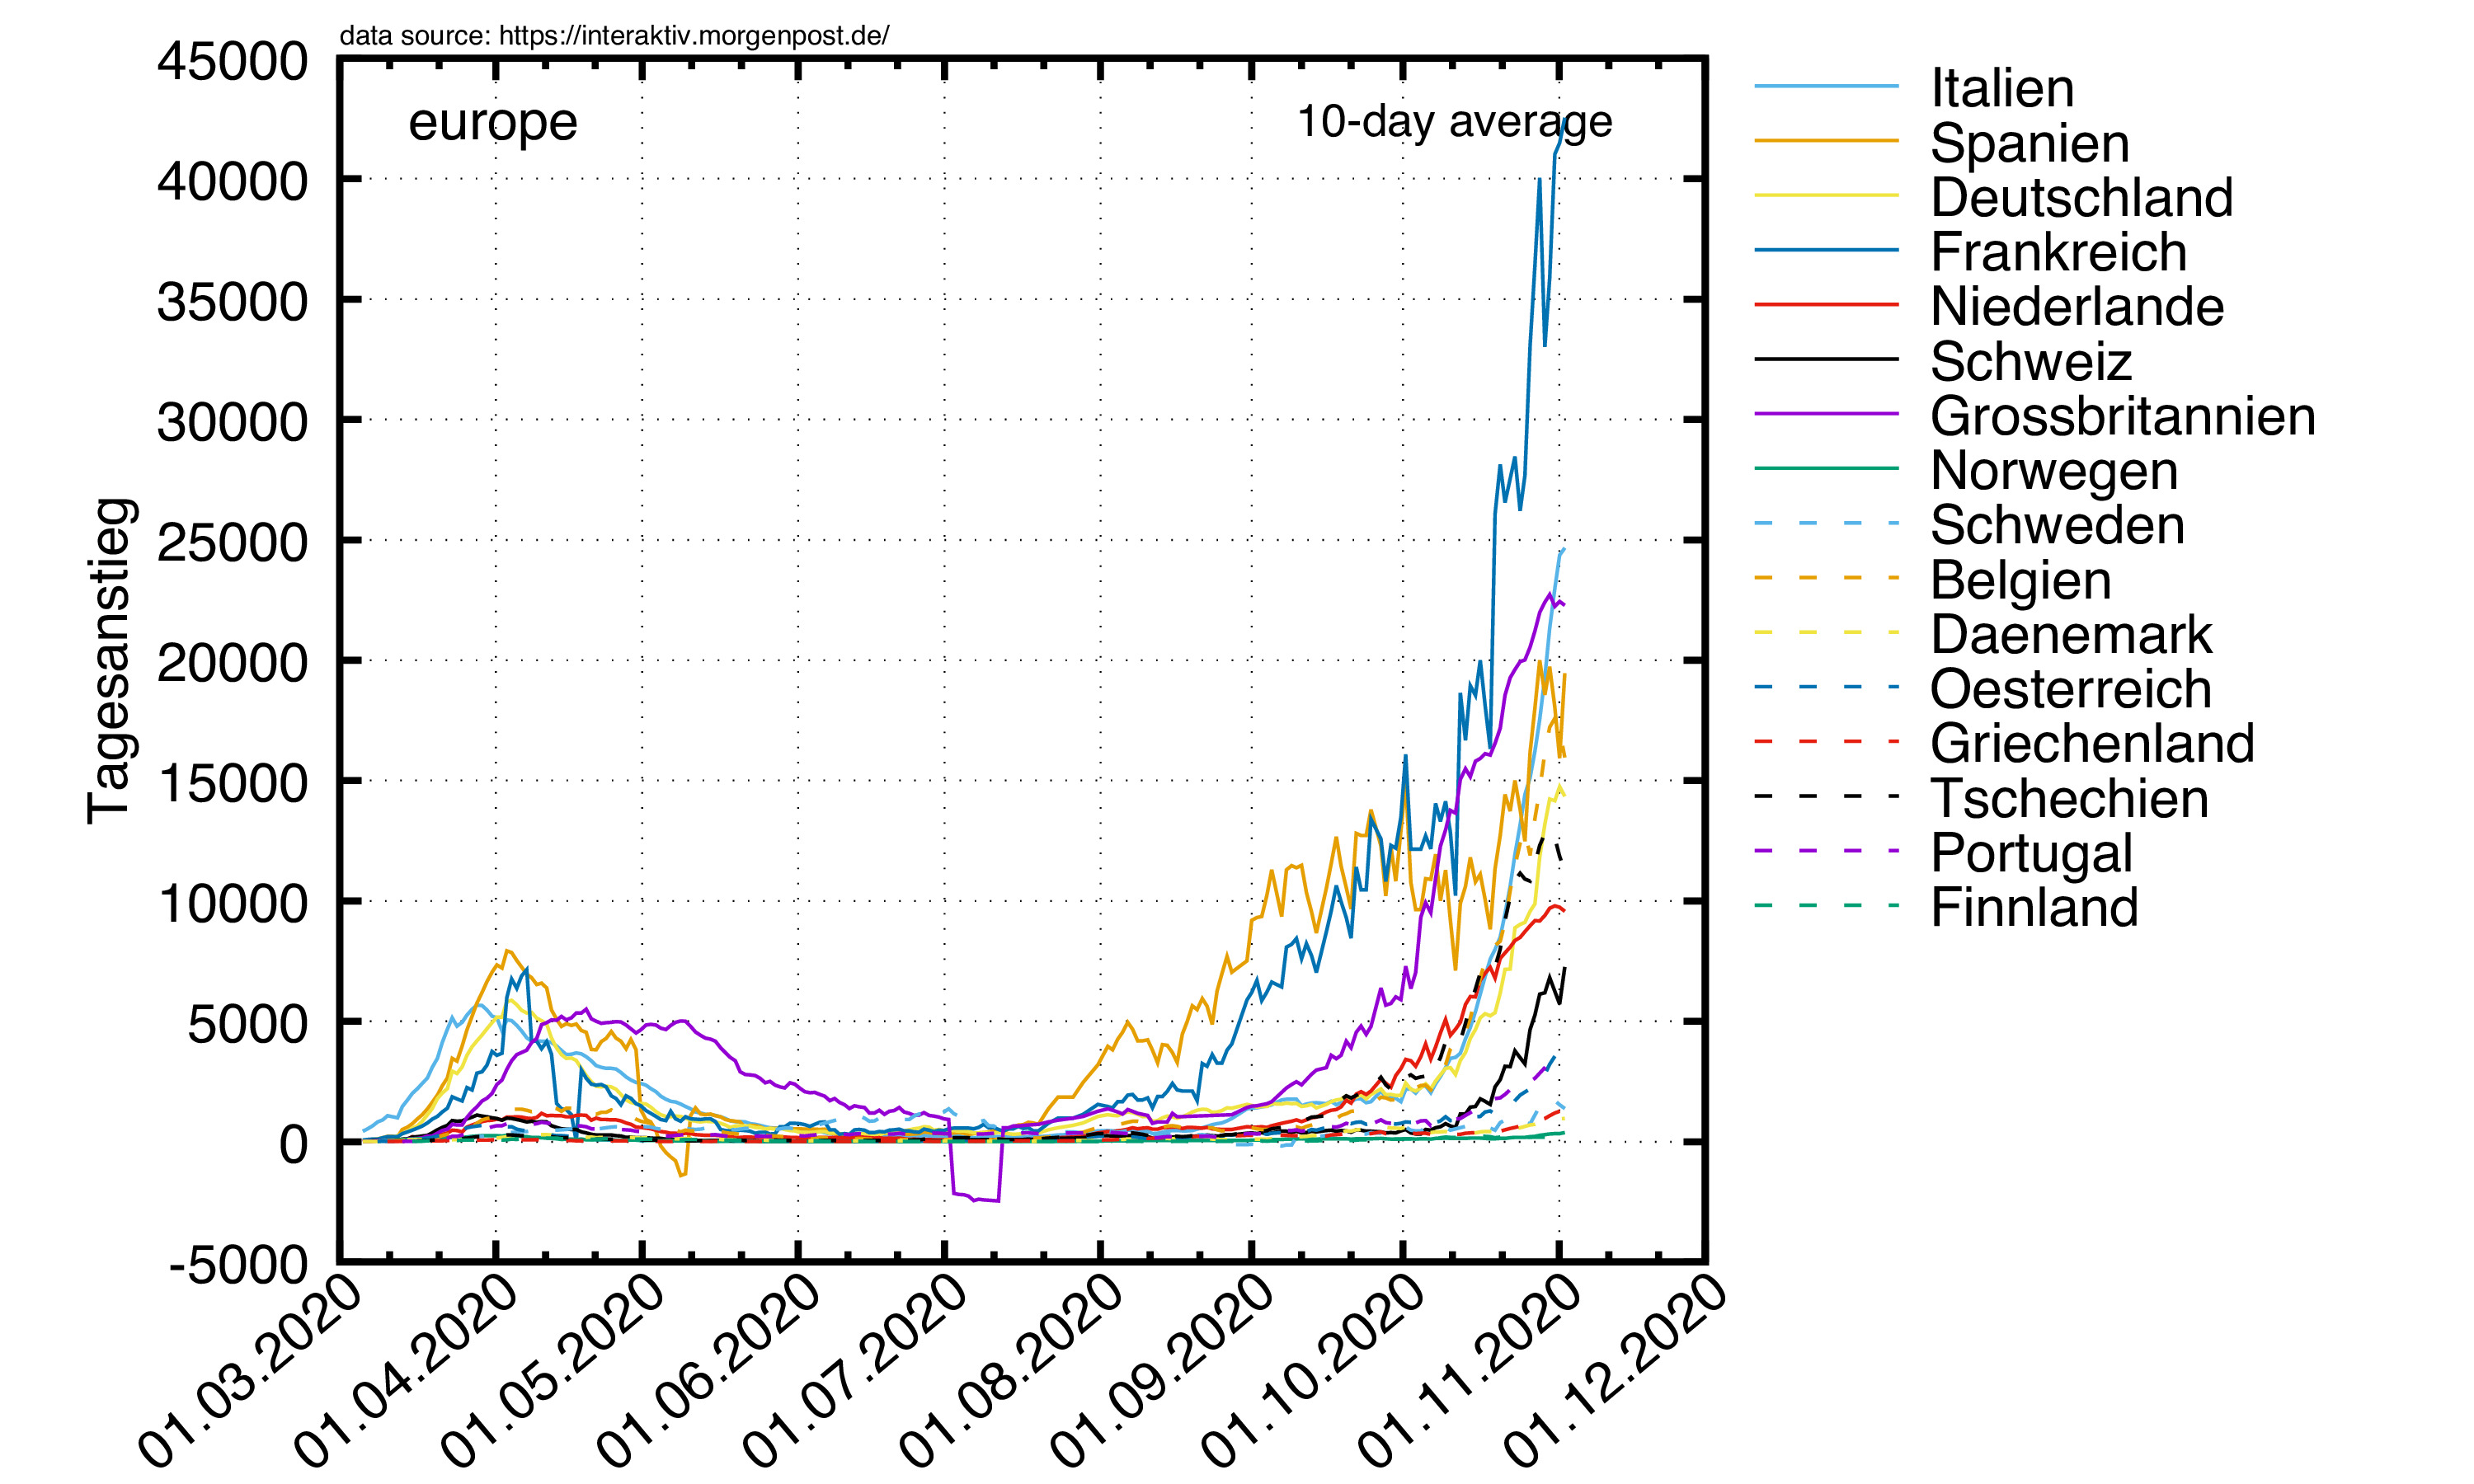 data source: https://interaktiv.morgenpost.de/
europe
10-day average
Tagesanstieg
45000
40000
35000
30000
25000
20000
15000
10000
5000
0
-5000
01.03.2020
01.04.2020
01.05.2020
01.06.2020
01.07.2020
01.08.2020
01.09.2020
01.10.2020
01.11.2020
01.12.2020
Italien
Spanien
Deutschland
Frankreich
Niederlande
Schweiz
Grossbritannien
Norwegen
Schweden
Belgien
Daenemark
Oesterreich
Griechenland
Tschechien
Portugal
Finnland